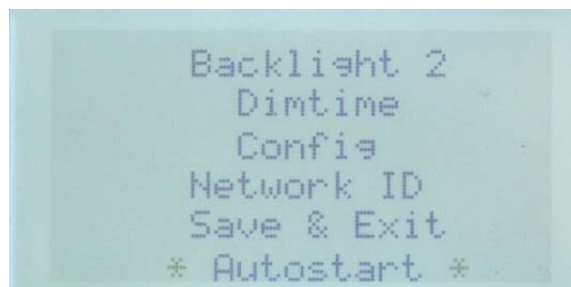 Backlight 2
Dimtime
Config
Network ID
Save & Exit
* Autostart *